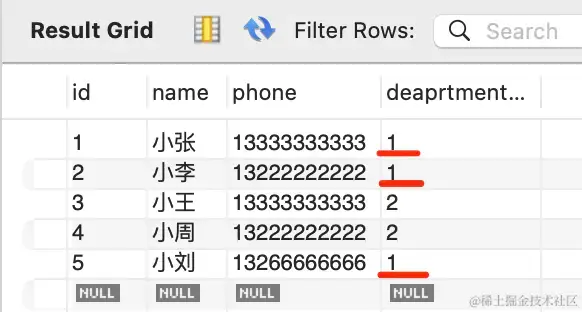 Result Grid Filter Rows: Search
id name phone deaprtment...
1 小张 13333333333 1
2 小李 13222222222 1
3 小王 13333333333 2
4 小周 13222222222 2
5 小刘 13266666666 1
NULL NULL NULL NULL
@稀土掘金技术社区